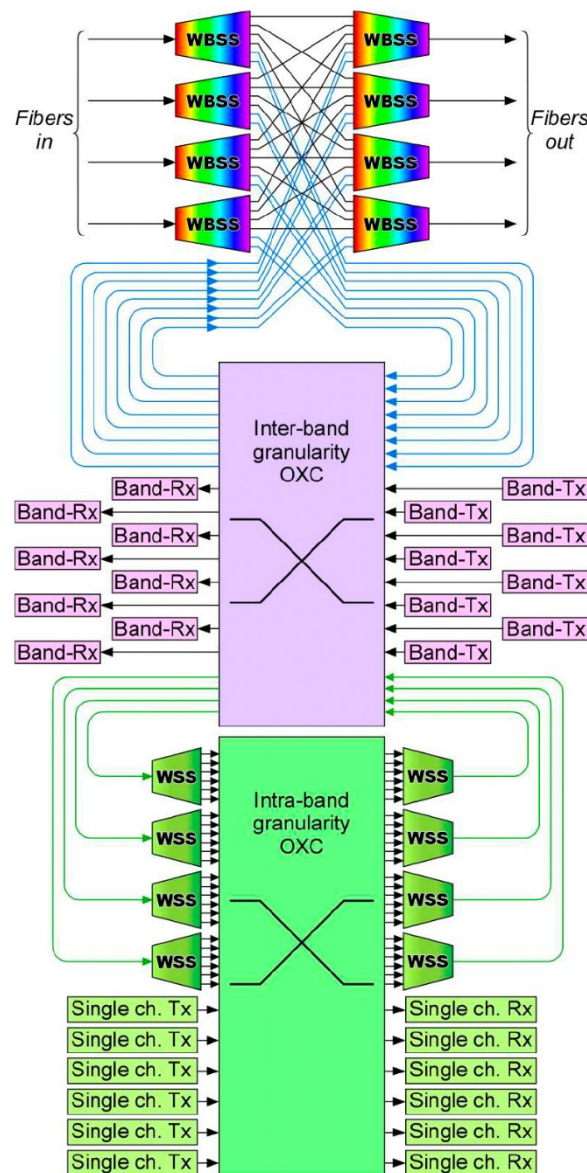 WBSS WBSS
WBSS WBSS
Fibers in
Fibers out
WBSS WBSS
WBSS WBSS
Inter-band
granularity
OXC
Band-Rx Band-Tx
Band-Rx Band-Tx
Band-Rx Band-Tx
Band-Rx Band-Tx
Band-Rx Band-Tx
Band-Rx Band-Tx
Band-Rx Band-Tx
Band-Rx Band-Tx
WSS WSS
Intra-band
granularity
OXC
WSS WSS
WSS WSS
WSS WSS
Single ch. Tx Single ch. Rx
Single ch. Tx Single ch. Rx
Single ch. Tx Single ch. Rx
Single ch. Tx Single ch. Rx
Single ch. Tx Single ch. Rx
Single ch. Tx Single ch. Rx